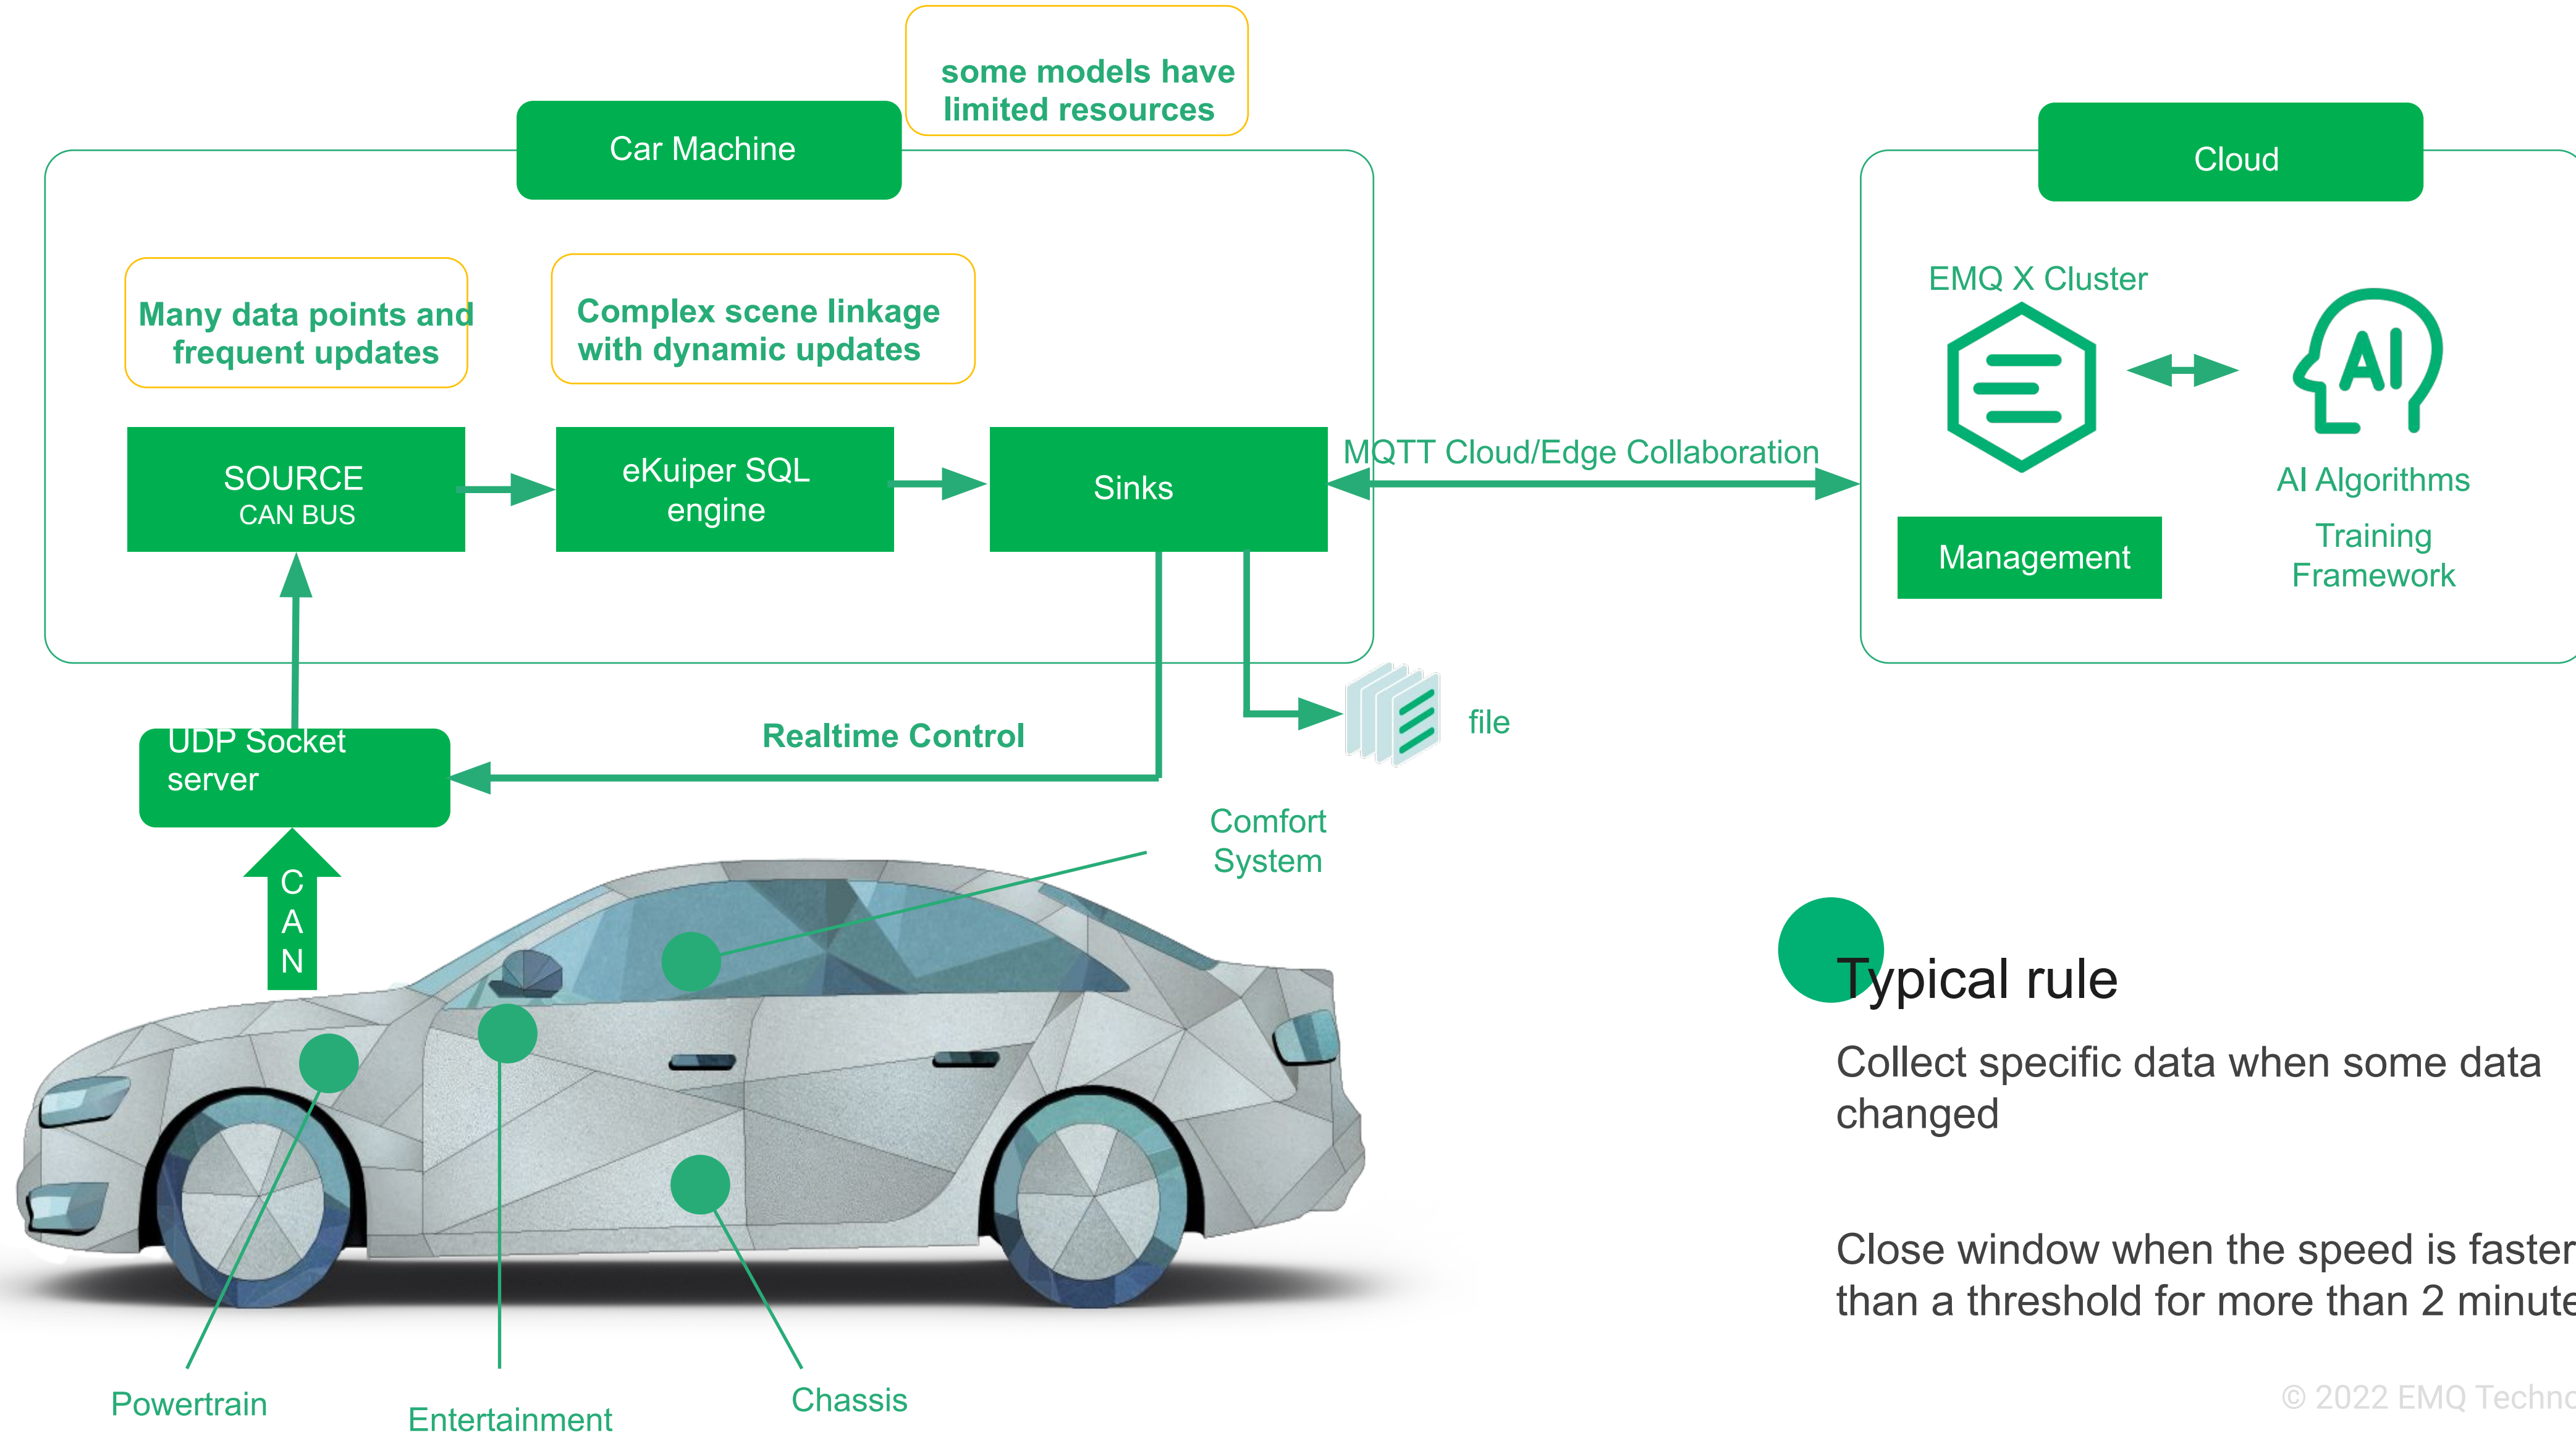 some models have
limited resources
Car Machine
Cloud
Many data points and
frequent updates
Complex scene linkage
with dynamic updates
EMQ X Cluster
AI
SOURCE
CAN BUS
eKuiper SQL
engine
Sinks
MQTT Cloud/Edge Collaboration
AI Algorithms
Training
Framework
Management
UDP Socket
server
Realtime Control
file
C
A
N
Comfort
System
Typical rule
Collect specific data when some data
changed
Close window when the speed is faster
than a threshold for more than 2 minute
Powertrain
Entertainment
Chassis
© 2022 EMQ Techno